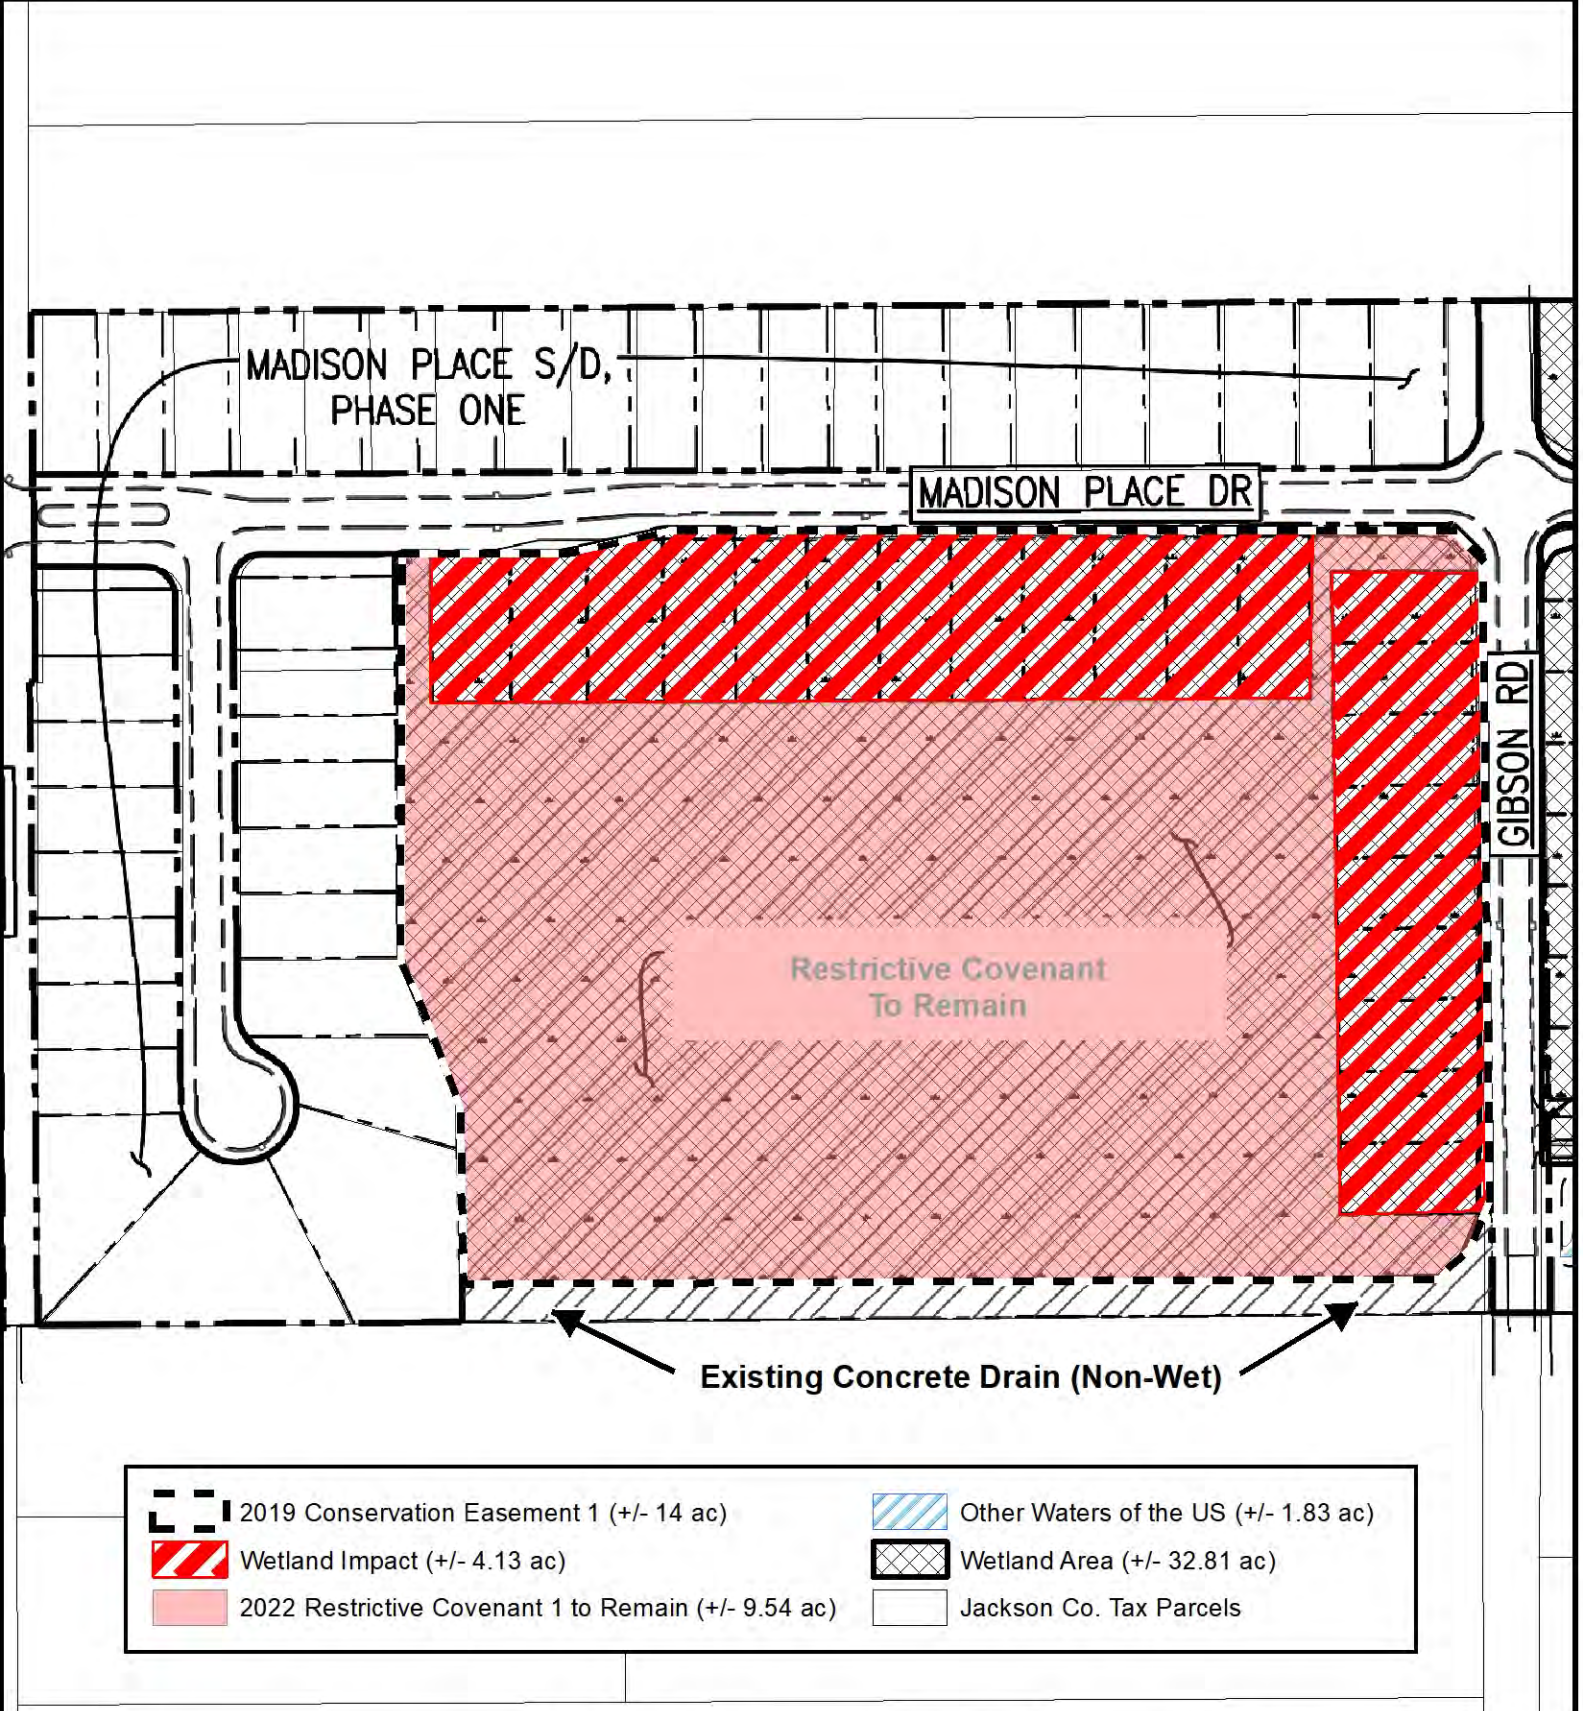 MADISON PLACE S/D,
PHASE ONE
MADISON PLACE DR
GIBSON RD
Restrictive Covenant
To Remain
Existing Concrete Drain (Non-Wet)
2019 Conservation Easement 1 (+/- 14 ac)
Wetland Impact (+/- 4.13 ac)
2022 Restrictive Covenant 1 to Remain (+/- 9.54 ac)
Other Waters of the US (+/- 1.83 ac)
Wetland Area (+/- 32.81 ac)
Jackson Co. Tax Parcels